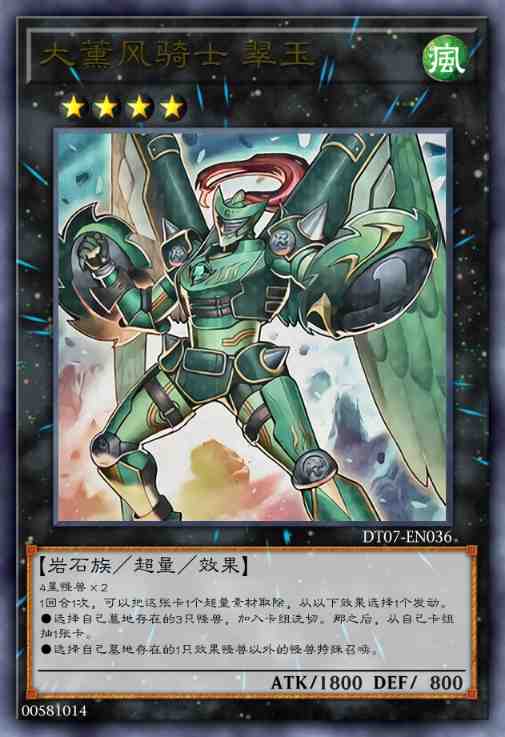 大薰风骑士 翠玉
風
DT07-EN036
【岩石族／超量／效果】
4星怪兽×2
1回合1次，可以把这张卡1个超量素材取除，从以下效果选择1个发动。
●选择自己墓地存在的3只怪兽，加入卡组洗切。那之后，从自己卡组
抽1张卡。
●选择自己墓地存在的1只效果怪兽以外的怪兽特殊召唤。
ATK/1800 DEF/ 800
00581014